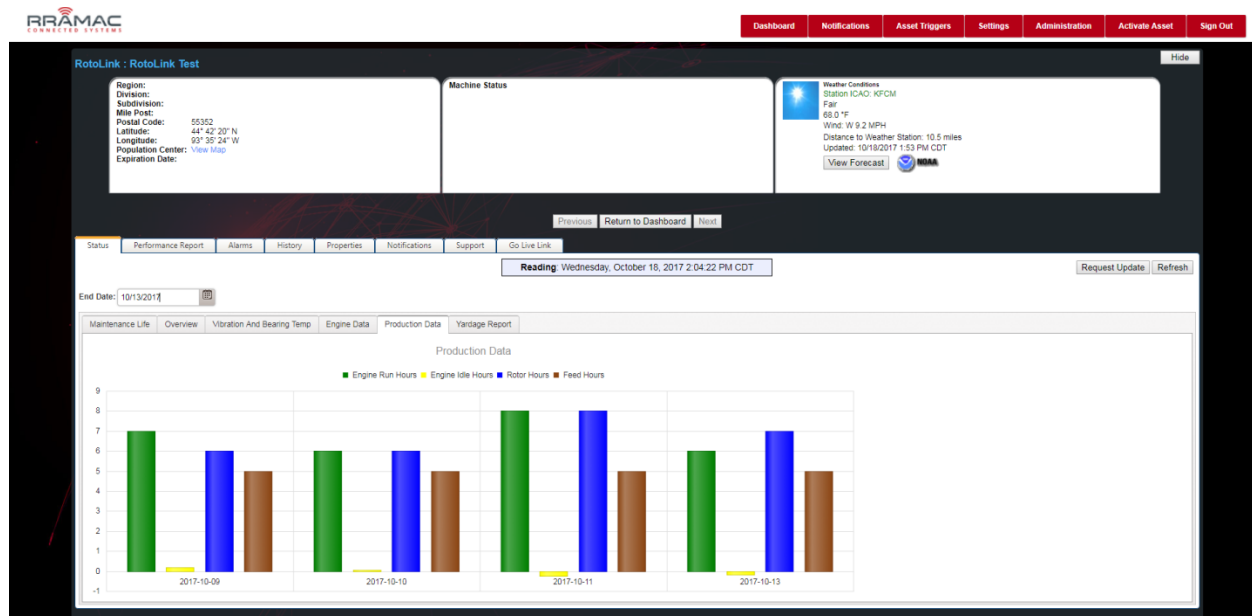 RRAMAC
CONNECTED SYSTEMS
Dashboard Notifications Asset Triggers Settings Administration Activate Asset Sign Out
RotoLink : RotoLink Test
Hide
Region:
Division:
Subdivision:
Mile Post:
Postal Code: 55352
Latitude: 44° 42' 20" N
Longitude: 93° 35' 24" W
Population Center: View Map
Expiration Date:
Machine Status
Weather Conditions
Station ICAO: KFCM
Fair
68.0 °F
Wind: W 9.2 MPH
Distance to Weather Station: 10.5 miles
Updated: 10/18/2017 1:53 PM CDT
View Forecast NOAA
Previous Return to Dashboard Next
Status Performance Report Alarms History Properties Notifications Support Go Live Link
Reading: Wednesday, October 18, 2017 2:04:22 PM CDT
Request Update Refresh
End Date: 10/13/2017
Maintenance Life Overview Vibration And Bearing Temp Engine Data Production Data Yardage Report
Production Data
Engine Run Hours Engine Idle Hours Rotor Hours Feed Hours
9
8
7
6
5
4
3
2
1
0
-1
2017-10-09 2017-10-10 2017-10-11 2017-10-13